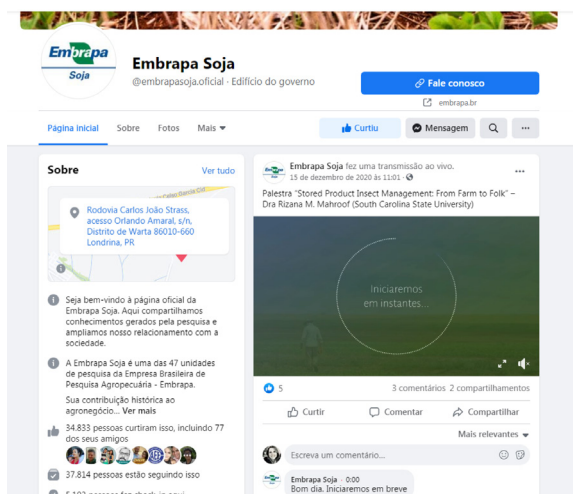 Embrapa
Soja
Embrapa Soja
@embrapasoja.oficial · Edifício do governo
Fale conosco
embrapa.br
Página inicial
Sobre
Fotos
Mais
Curtiu
Mensagem
Sobre
Ver tudo
Rodovia Carlos João Strass,
acesso Orlando Amaral, s/n,
Distrito de Warta 86010-660
Londrina, PR
Seja bem-vindo à página oficial da
Embrapa Soja. Aqui compartilhamos
conhecimentos gerados pela pesquisa e
ampliamos nosso relacionamento com a
sociedade.
A Embrapa Soja é uma das 47 unidades
de pesquisa da Empresa Brasileira de
Pesquisa Agropecuária - Embrapa.
Sua contribuição histórica ao
agronegócio... Ver mais
34.833 pessoas curtiram isso, incluindo 77
dos seus amigos
37.814 pessoas estão seguindo isso
Embrapa Soja fez uma transmissão ao vivo.
15 de dezembro de 2020 às 11:01 ·
Palestra "Stored Product Insect Management: From Farm to Folk" –
Dra Rizana M. Mahroof (South Carolina State University)
Iniciaremos
em instantes...
5
3 comentários 2 compartilhamentos
Curtir
Comentar
Compartilhar
Mais relevantes
Escreva um comentário...
Embrapa Soja · 0:00
Bom dia. Iniciaremos em breve